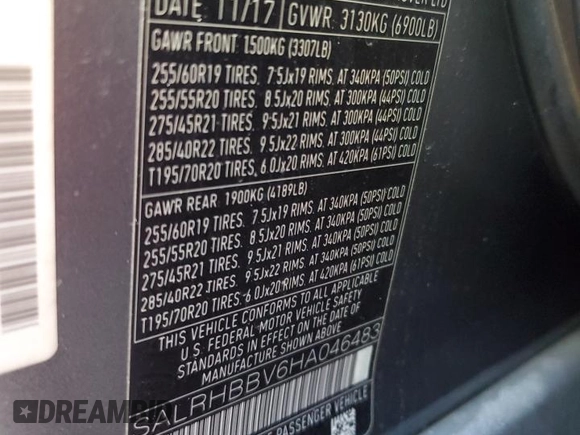 DATE 11/17 GVWR 3130KG (6900LB)
GAWR FRONT 1500KG (3307LB)
255/60R19 TIRES, 7·5Jx19 RIMS, AT 340KPA (50PSI) COLD
255/55R20 TIRES, 8·5Jx20 RIMS, AT 300KPA (44PSI) COLD
275/45R21 TIRES, 9·5Jx21 RIMS, AT 300KPA (44PSI) COLD
285/40R22 TIRES, 9·5Jx22 RIMS, AT 300KPA (44PSI) COLD
T195/70R20 TIRES, 6·0Jx20 RIMS, AT 420KPA (61PSI) COLD
GAWR REAR 1900KG (4189LB)
255/60R19 TIRES, 7·5Jx19 RIMS, AT 340KPA (50PSI) COLD
255/55R20 TIRES, 8·5Jx20 RIMS, AT 340KPA (50PSI) COLD
275/45R21 TIRES, 9·5Jx21 RIMS, AT 340KPA (50PSI) COLD
285/40R22 TIRES, 9·5Jx22 RIMS, AT 340KPA (50PSI) COLD
T195/70R20 TIRES, 6·0Jx20 RIMS, AT 420KPA (61PSI) COLD
THIS VEHICLE CONFORMS TO ALL APPLICABLE
U.S. FEDERAL MOTOR VEHICLE SAFETY
STANDARDS IN EFFECT ON THE DATE OF
MANUFACTURE SHOWN ABOVE
SALRHBBV6HA046483
PASSENGER VEHICLE
DREAM